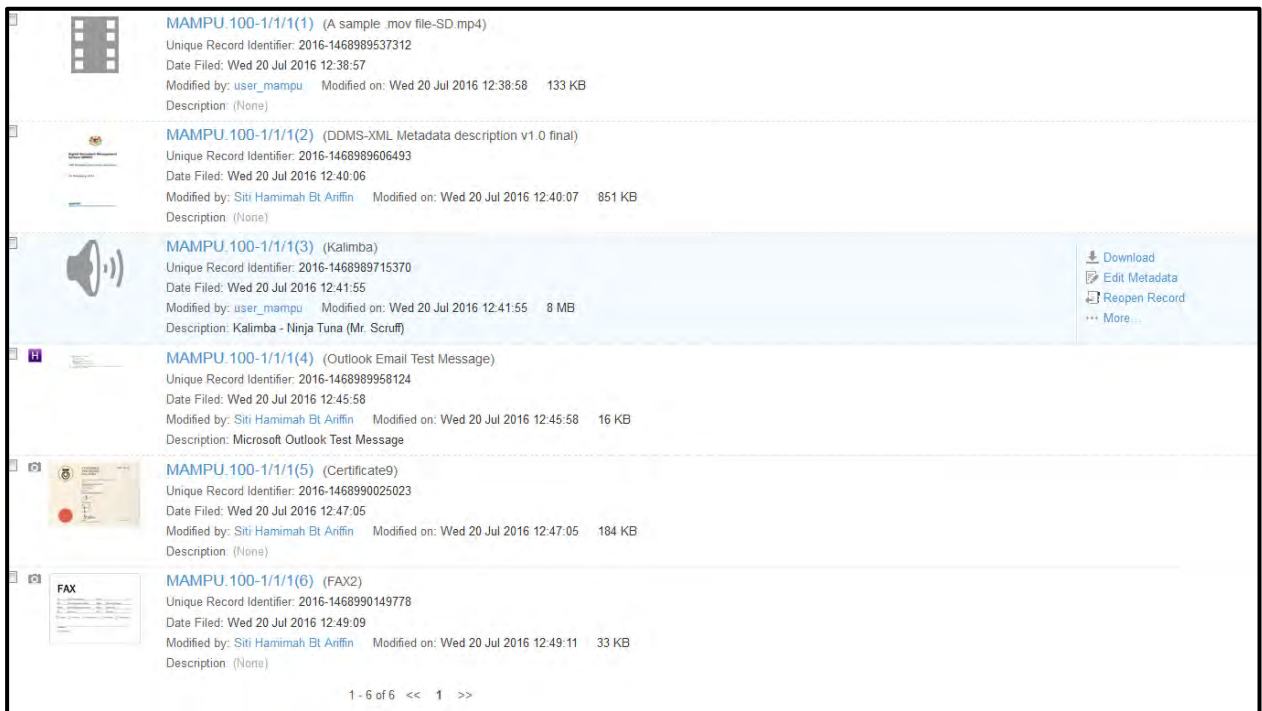 MAMPU.100-1/1/1(1) (A sample .mov file-SD.mp4)
Unique Record Identifier: 2016-1468989537312
Date Filed: Wed 20 Jul 2016 12:38:57
Modified by: user_mampu Modified on: Wed 20 Jul 2016 12:38:58 133 KB
Description: (None)
MAMPU.100-1/1/1(2) (DDMS-XML Metadata description v1.0 final)
Unique Record Identifier: 2016-1468989606493
Date Filed: Wed 20 Jul 2016 12:40:06
Modified by: Siti Hamimah Bt Ariffin Modified on: Wed 20 Jul 2016 12:40:07 851 KB
Description: (None)
MAMPU.100-1/1/1(3) (Kalimba)
Unique Record Identifier: 2016-1468989715370
Date Filed: Wed 20 Jul 2016 12:41:55
Modified by: user_mampu Modified on: Wed 20 Jul 2016 12:41:55 8 MB
Description: Kalimba - Ninja Tuna (Mr. Scruff)
Download
Edit Metadata
Reopen Record
More...
H
MAMPU.100-1/1/1(4) (Outlook Email Test Message)
Unique Record Identifier: 2016-1468989958124
Date Filed: Wed 20 Jul 2016 12:45:58
Modified by: Siti Hamimah Bt Ariffin Modified on: Wed 20 Jul 2016 12:45:58 16 KB
Description: Microsoft Outlook Test Message
MAMPU.100-1/1/1(5) (Certificate9)
Unique Record Identifier: 2016-1468990025023
Date Filed: Wed 20 Jul 2016 12:47:05
Modified by: Siti Hamimah Bt Ariffin Modified on: Wed 20 Jul 2016 12:47:05 184 KB
Description: (None)
FAX
MAMPU.100-1/1/1(6) (FAX2)
Unique Record Identifier: 2016-1468990149778
Date Filed: Wed 20 Jul 2016 12:49:09
Modified by: Siti Hamimah Bt Ariffin Modified on: Wed 20 Jul 2016 12:49:11 33 KB
Description: (None)
1 - 6 of 6 << 1 >>